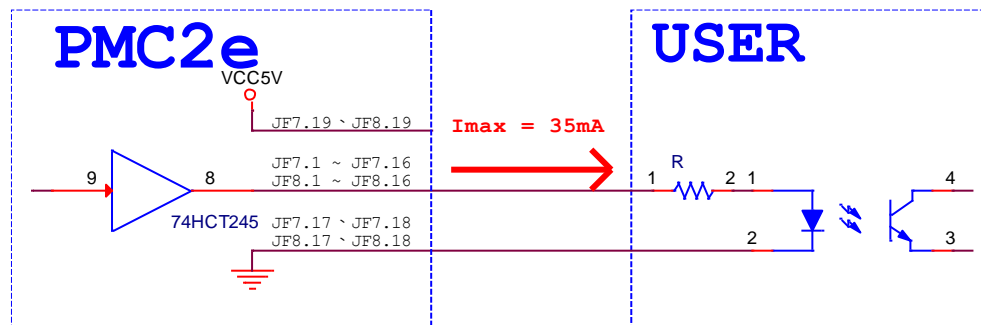 PMC2e
USER
VCC5V
JF7.19、JF8.19
Imax = 35mA
JF7.1 ~ JF7.16
JF8.1 ~ JF8.16
R
9
8
1
2
1
4
74HCT245
JF7.17、JF7.18
JF8.17、JF8.18
2
3